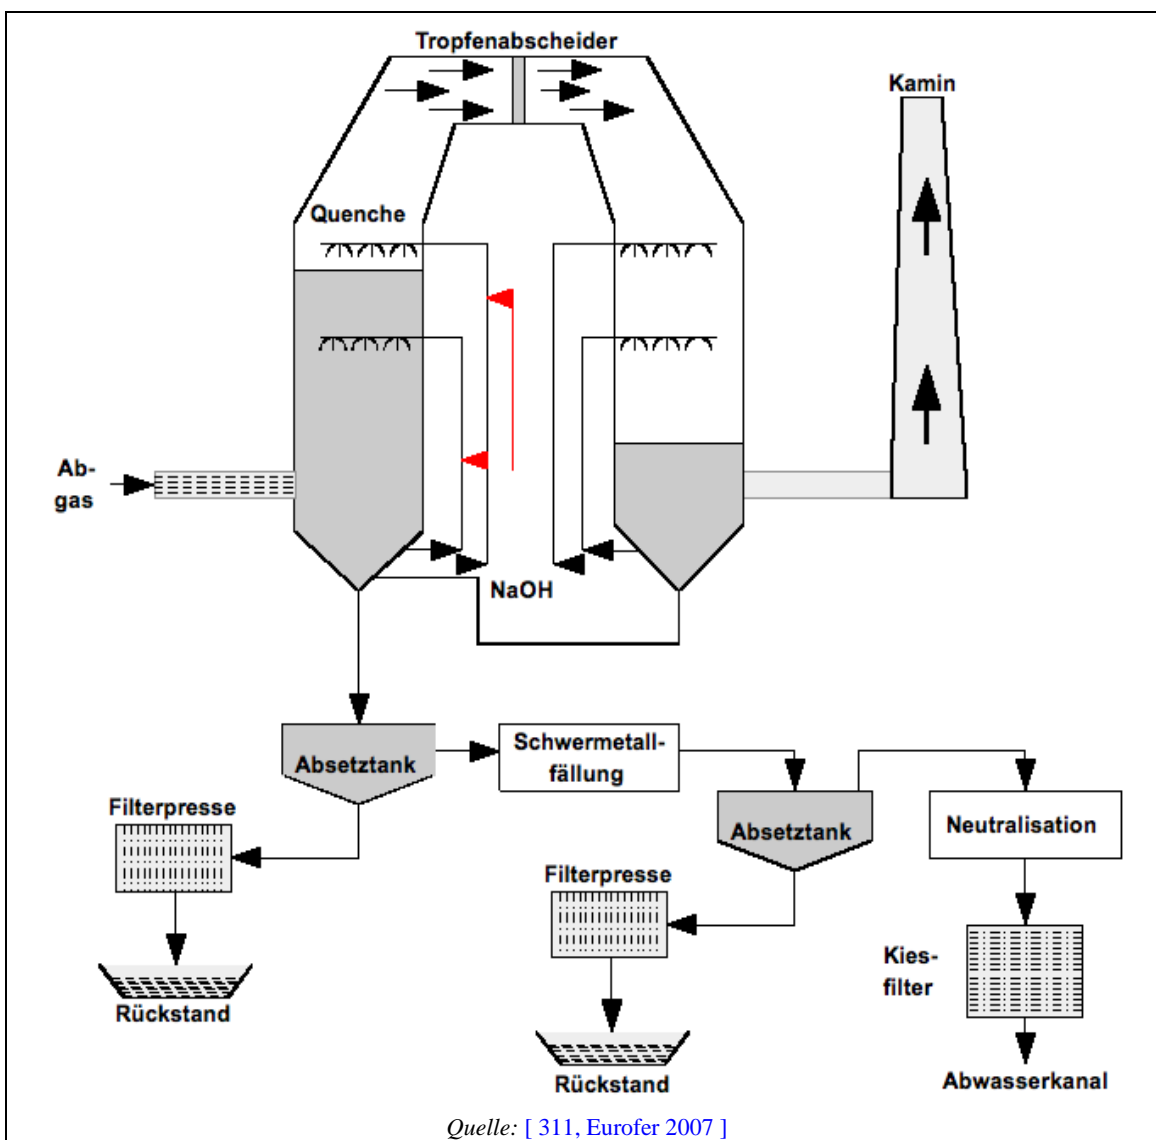 Tropfenabscheider
Kamin
Quenche
Ab-
gas
NaOH
Absetztank
Schwermetall-
fällung
Filterpresse
Absetztank
Neutralisation
Filterpresse
Kies-
filter
Rückstand
Rückstand
Abwasserkanal
Quelle: [ 311, Eurofer 2007 ]